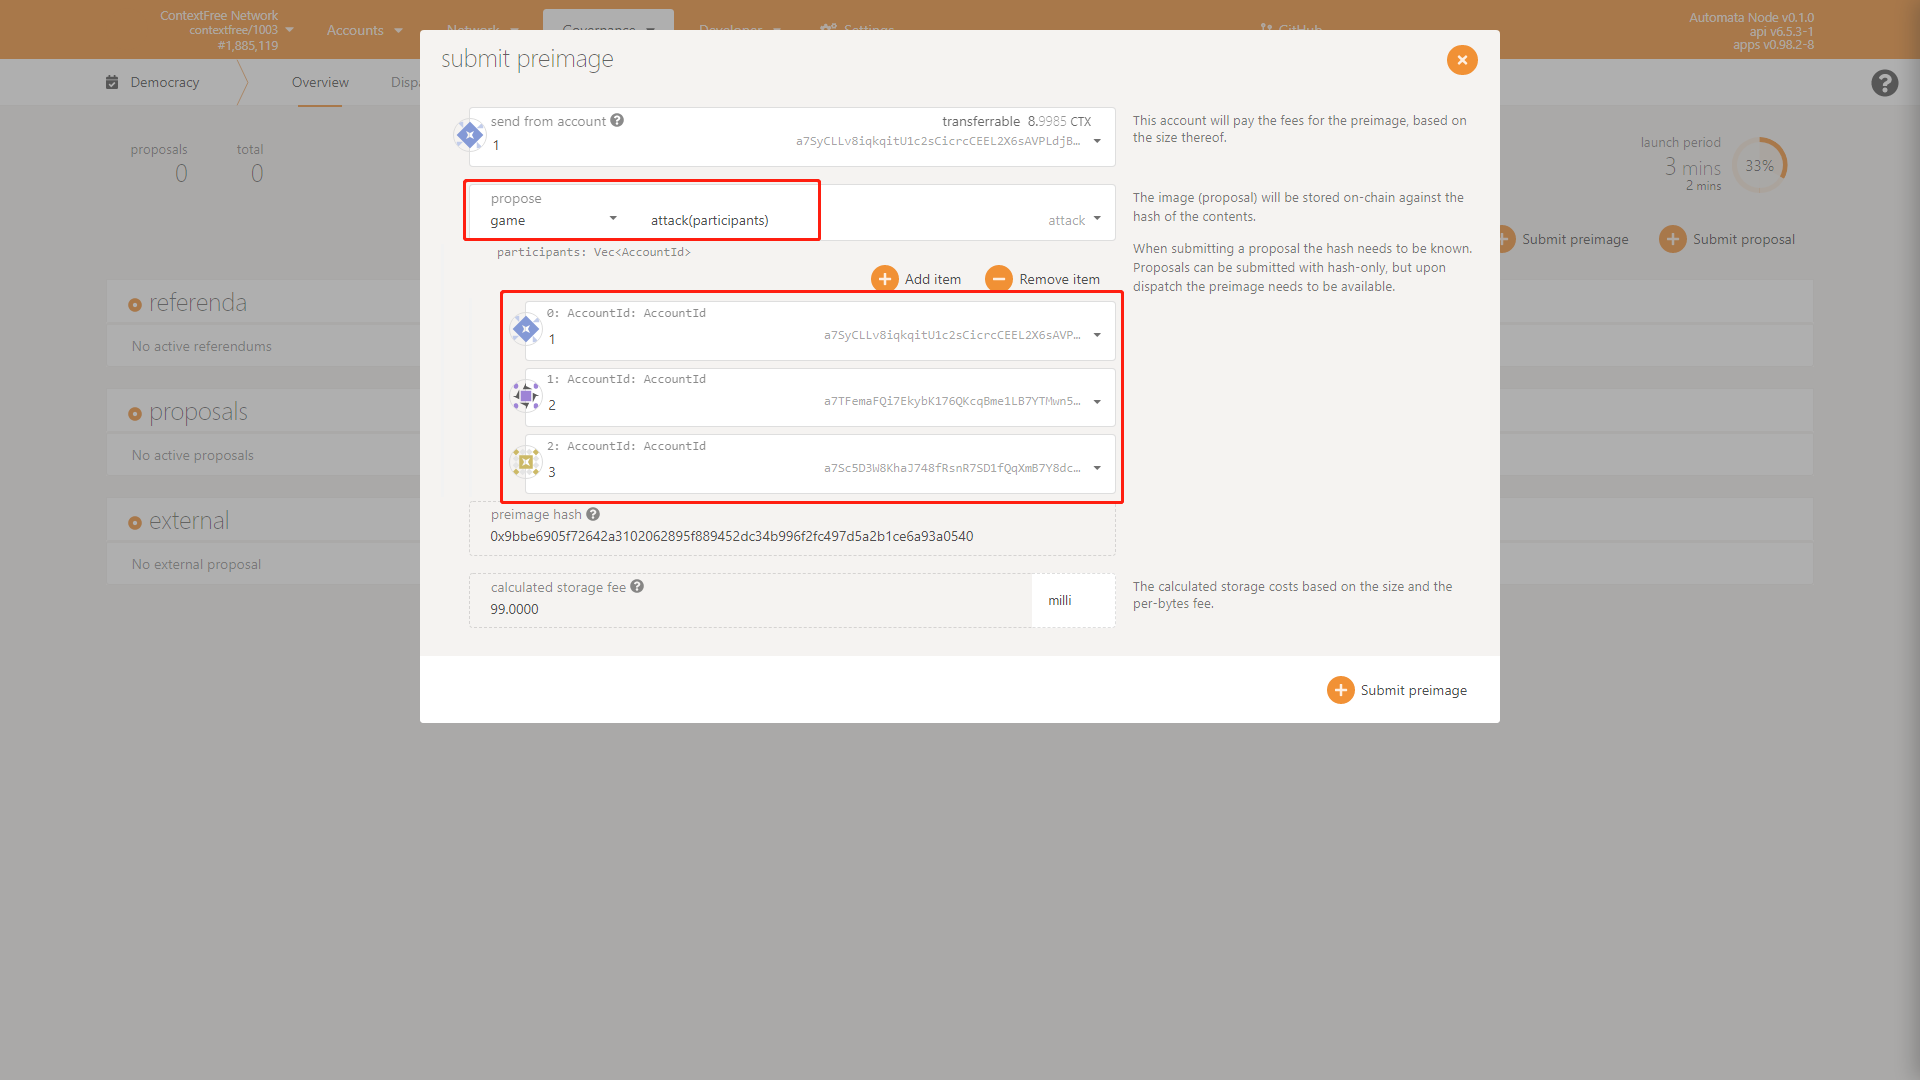 ContextFree Network
contextfree/1003
#1,885,119
Accounts
Network
Governance
Developer
Settings
GitHub
Automata Node v0.1.0
api v6.5.3-1
apps v0.98.2-8
Democracy
Overview
Disp
proposals
0
total
0
launch period
3 mins
2 mins
33%
Submit preimage
Submit proposal
referenda
No active referendums
proposals
No active proposals
external
No external proposal
submit preimage
send from account
transferrable 8.9985 CTX
1
a7SyCLLv8iqkqitU1c2sCicrcCEEL2X6sAVPLdjB…
This account will pay the fees for the preimage, based on
the size thereof.
propose
game
attack(participants)
attack
The image (proposal) will be stored on-chain against the
hash of the contents.
When submitting a proposal the hash needs to be known.
Proposals can be submitted with hash-only, but upon
dispatch the preimage needs to be available.
participants: Vec<AccountId>
Add item
Remove item
0: AccountId: AccountId
1
a7SyCLLv8iqkqitU1c2sCicrcCEEL2X6sAVP…
1: AccountId: AccountId
2
a7TFemaFQi7EkybK176QKcqBme1LB7YTMwn5…
2: AccountId: AccountId
3
a7Sc5D3W8KhaJ748fRsnR7SD1fQqXmB7Y8dc…
preimage hash
0x9bbe6905f72642a3102062895f889452dc34b996f2fc497d5a2b1ce6a93a0540
calculated storage fee
99.0000
milli
The calculated storage costs based on the size and the
per-bytes fee.
Submit preimage